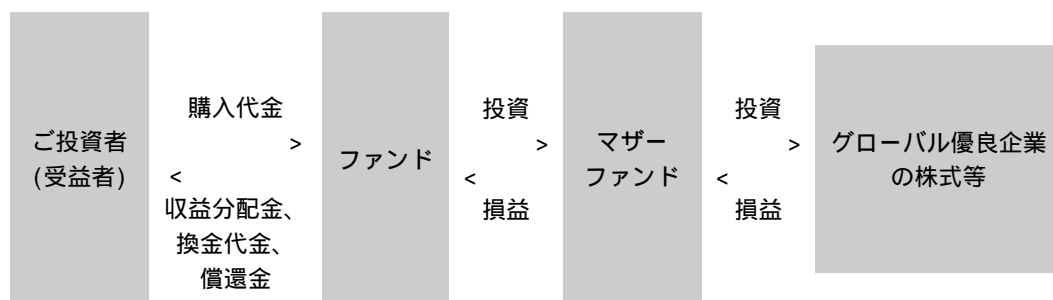 ご投資者
(受益者)
購入代金
>
<
収益分配金、
換金代金、
償還金
ファンド
投資
>
<
損益
マザー
ファンド
投資
>
<
損益
グローバル優良企業
の株式等